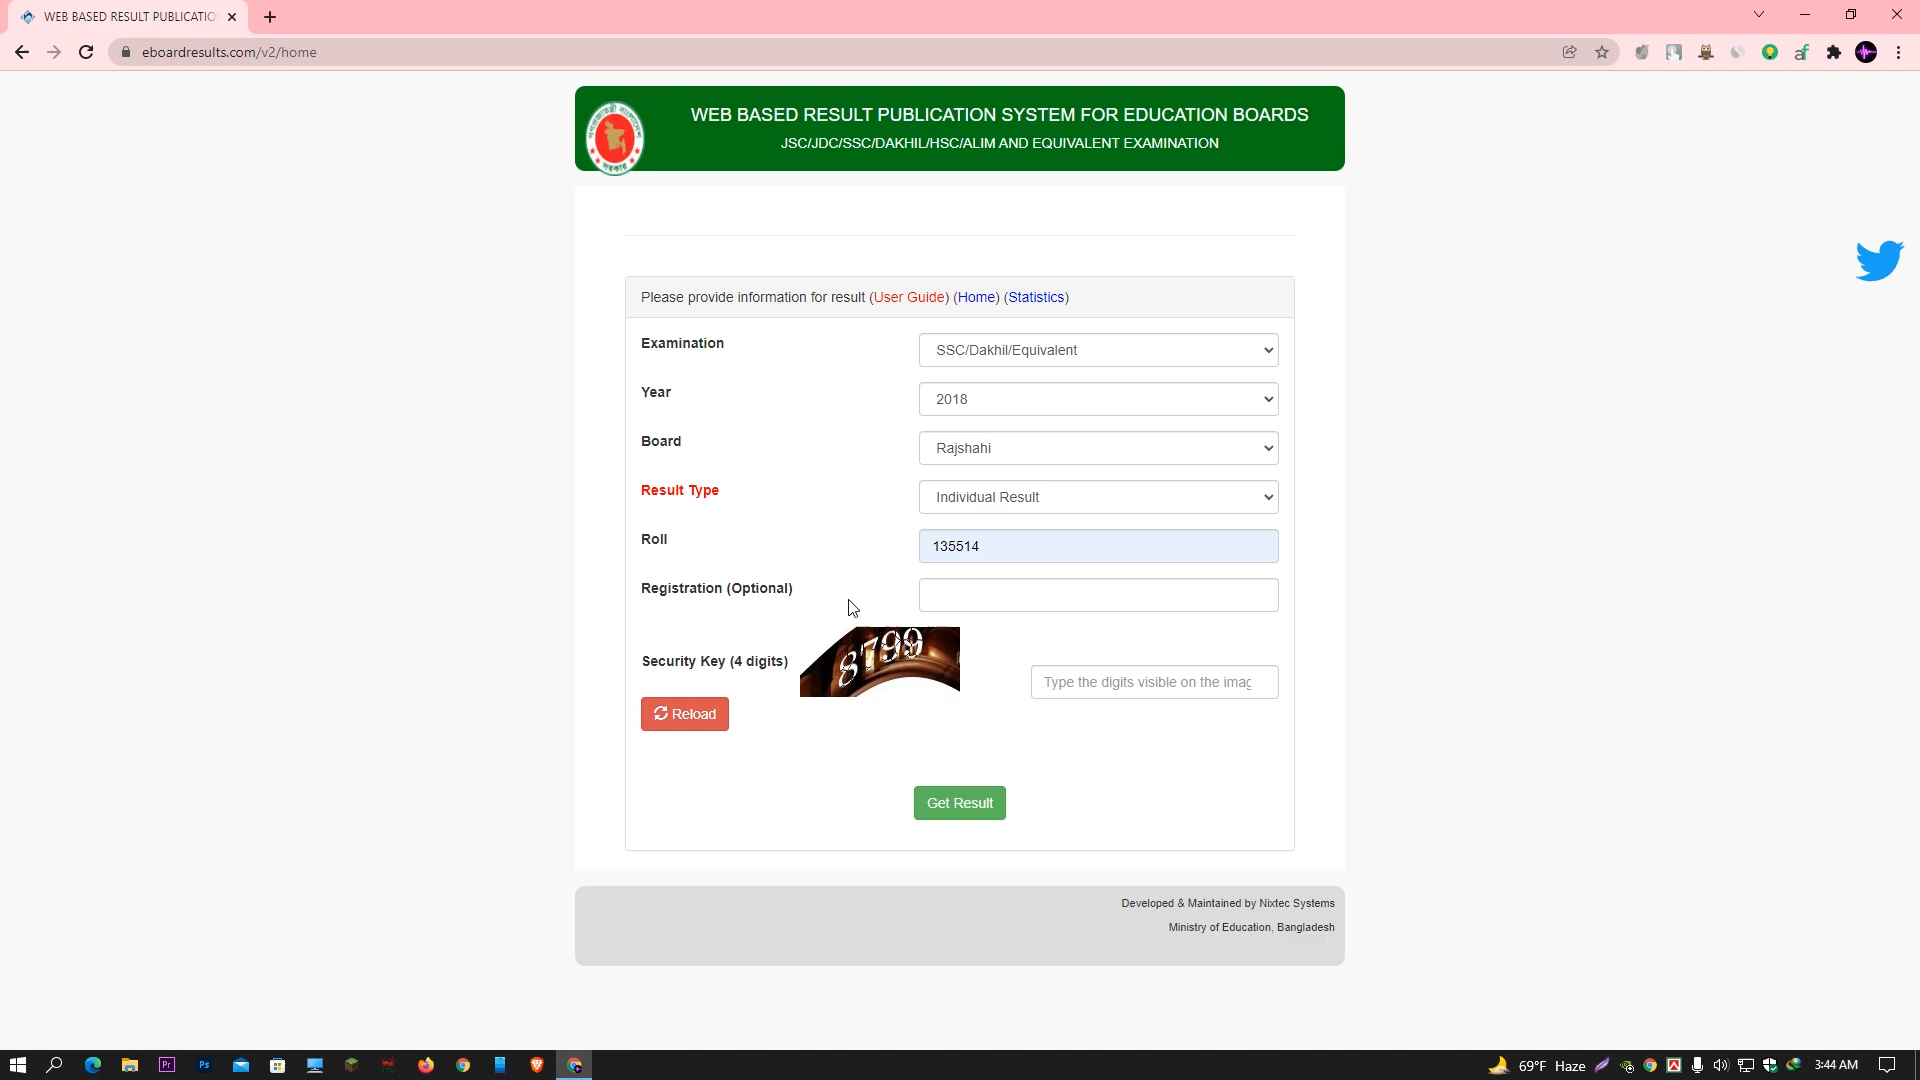 WEB BASED RESULT PUBLICATIO
eboardresults.com/v2/home
WEB BASED RESULT PUBLICATION SYSTEM FOR EDUCATION BOARDS
JSC/JDC/SSC/DAKHIL/HSC/ALIM AND EQUIVALENT EXAMINATION
Please provide information for result (User Guide) (Home) (Statistics)
Examination
SSC/Dakhil/Equivalent
Year
2018
Board
Rajshahi
Result Type
Individual Result
Roll
135514
Registration (Optional)
Security Key (4 digits)
8799
Type the digits visible on the imag
Reload
Get Result
Developed & Maintained by Nixtec Systems
Ministry of Education, Bangladesh
Pr
Ps
69°F Haze
3:44 AM